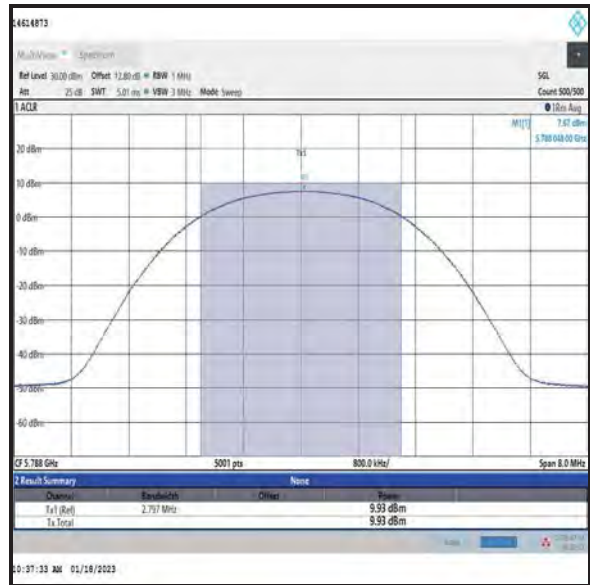 14614873
MultiView Spectrum
Ref Level 30.00 dBm Offset 12.80 dB RBW 1 MHz SGL
Att 25 dB SWT 5.01 ms VBW 3 MHz Mode Sweep Count 500/500
1 ACLR 1Rm Avg
M1[1] 7.67 dBm
5.788 048 00 GHz
Tx1
20 dBm
10 dBm
0 dBm
-10 dBm
-20 dBm
-30 dBm
-40 dBm
-50 dBm
-60 dBm
CF 5.788 GHz 5001 pts 800.0 kHz/ Span 8.0 MHz
2 Result Summary None
Channel Bandwidth Offset Power
Tx1 (Ref) 2.797 MHz 9.93 dBm
Tx Total 9.93 dBm
10:37:33 AM 01/18/2023